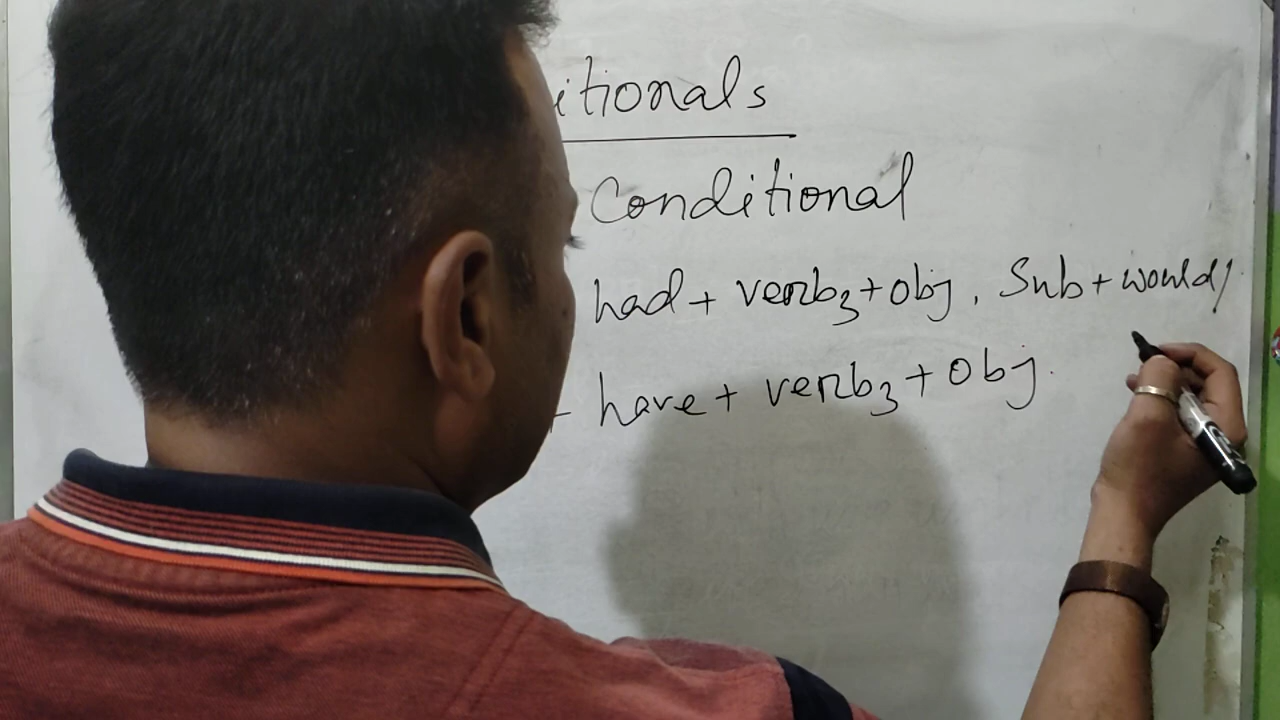 itionals
Conditional
had + verb3 + obj, Sub + would/
+ have + verb3 + obj.